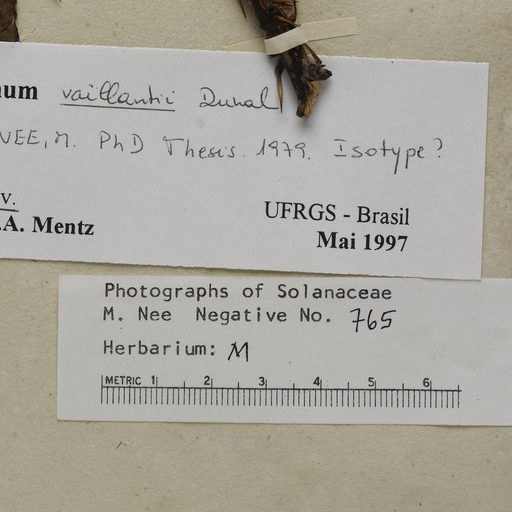 num vaillantii Dunal
NEE, M. PhD Thesis. 1979. Isotype?
v.
.A. Mentz
UFRGS - Brasil
Mai 1997
Photographs of Solanaceae
M. Nee Negative No. 765
Herbarium: M
METRIC 1 2 3 4 5 6